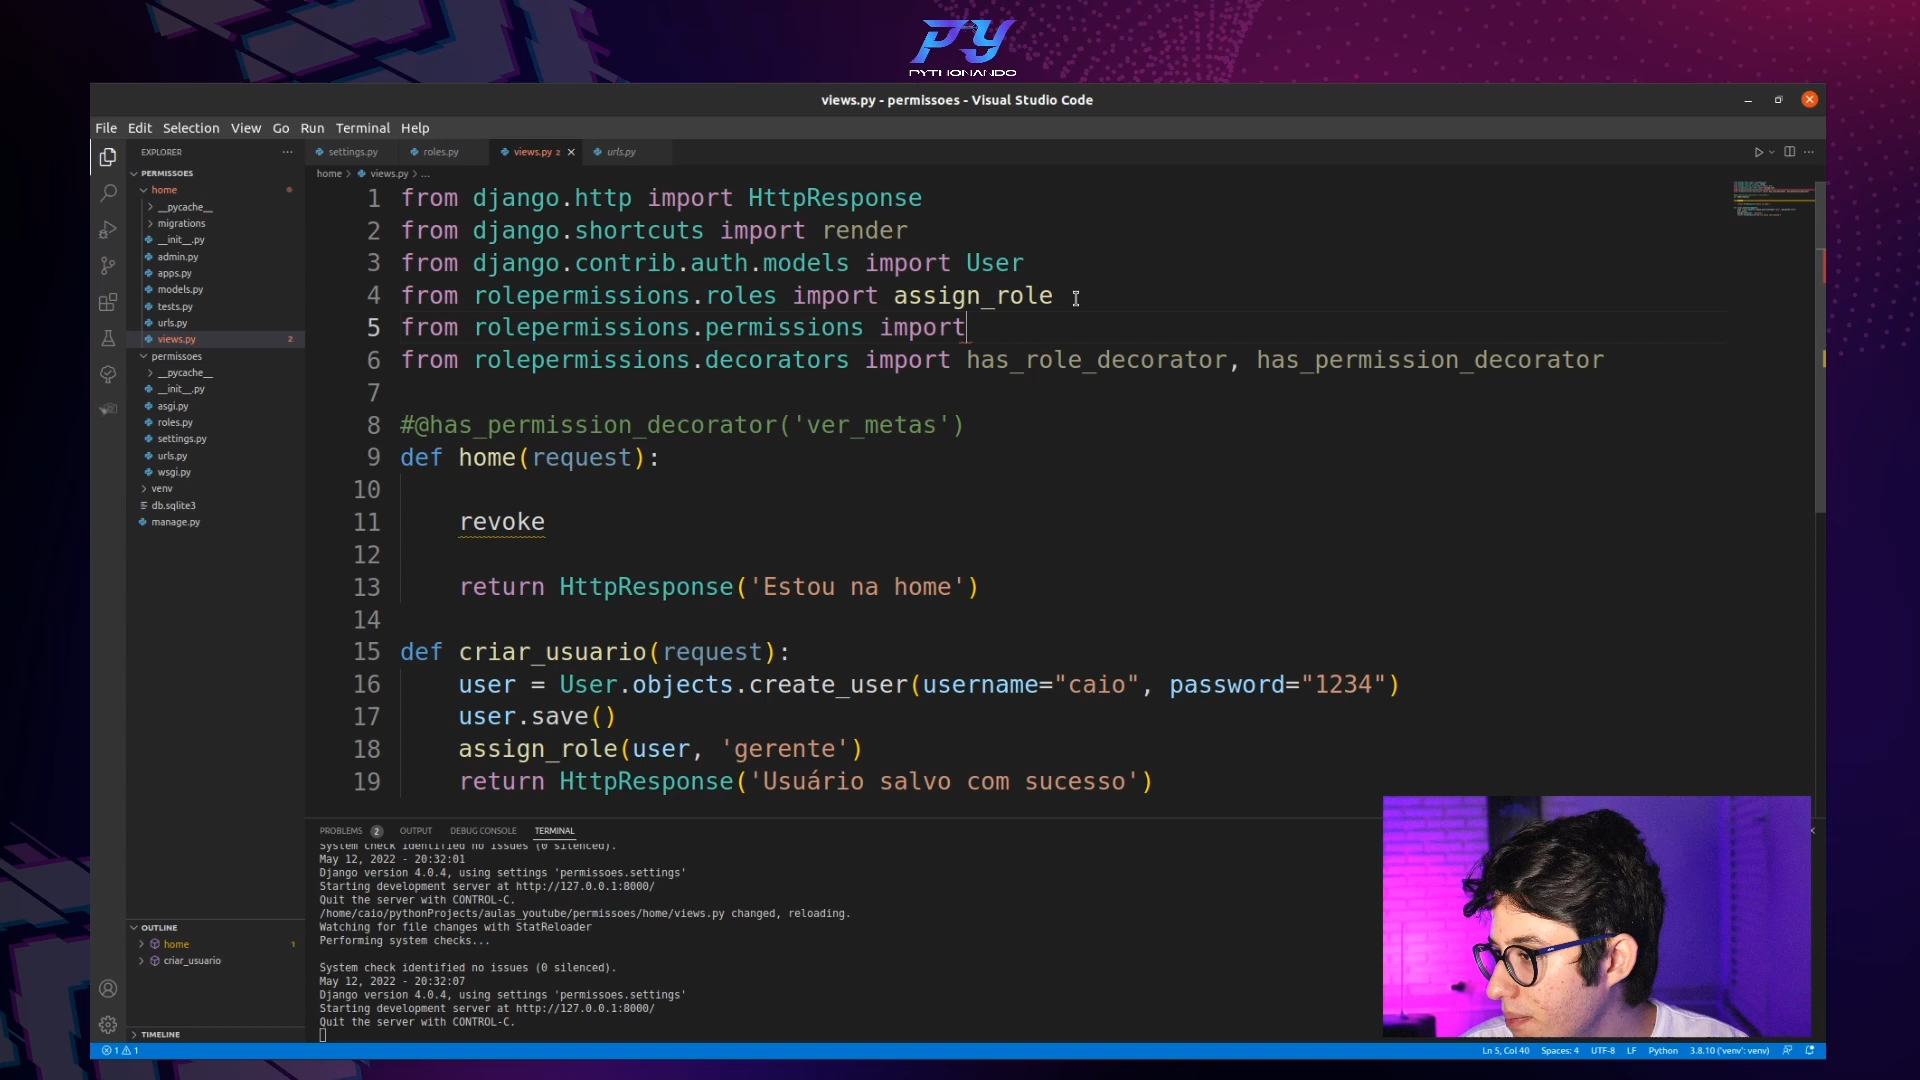 PY
PYTHONANDO
views.py - permissoes - Visual Studio Code
File Edit Selection View Go Run Terminal Help
EXPLORER
settings.py roles.py views.py 2 urls.py
home > views.py > ...
PERMISSOES
home
__pycache__
migrations
__init__.py
admin.py
apps.py
models.py
tests.py
urls.py
views.py 2
permissoes
__pycache__
__init__.py
asgi.py
roles.py
settings.py
urls.py
wsgi.py
venv
db.sqlite3
manage.py
OUTLINE
home 1
criar_usuario
TIMELINE
1 from django.http import HttpResponse
2 from django.shortcuts import render
3 from django.contrib.auth.models import User
4 from rolepermissions.roles import assign_role
5 from rolepermissions.permissions import
6 from rolepermissions.decorators import has_role_decorator, has_permission_decorator
7
8 #@has_permission_decorator('ver_metas')
9 def home(request):
10
11 revoke
12
13 return HttpResponse('Estou na home')
14
15 def criar_usuario(request):
16 user = User.objects.create_user(username="caio", password="1234")
17 user.save()
18 assign_role(user, 'gerente')
19 return HttpResponse('Usuário salvo com sucesso')
PROBLEMS 2 OUTPUT DEBUG CONSOLE TERMINAL
System check identified no issues (0 silenced).
May 12, 2022 - 20:32:01
Django version 4.0.4, using settings 'permissoes.settings'
Starting development server at http://127.0.0.1:8000/
Quit the server with CONTROL-C.
/home/caio/pythonProjects/aulas_youtube/permissoes/home/views.py changed, reloading.
Watching for file changes with StatReloader
Performing system checks...
System check identified no issues (0 silenced).
May 12, 2022 - 20:32:07
Django version 4.0.4, using settings 'permissoes.settings'
Starting development server at http://127.0.0.1:8000/
Quit the server with CONTROL-C.
1 1 Ln 5, Col 40 Spaces: 4 UTF-8 LF Python 3.8.10 ('venv': venv)